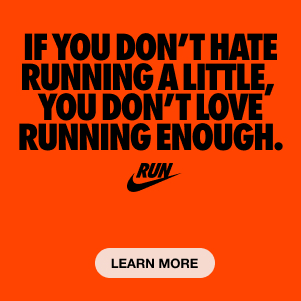 IF YOU DON'T HATE
RUNNING A LITTLE,
YOU DON'T LOVE
RUNNING ENOUGH.
RUN
LEARN MORE